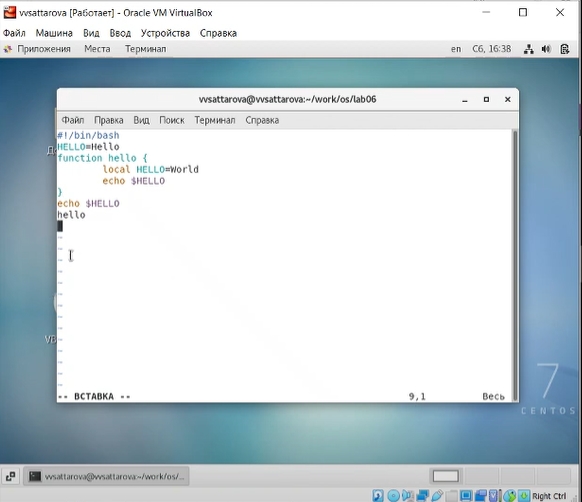 vvsattarova [Работает] - Oracle VM VirtualBox
Файл Машина Вид Ввод Устройства Справка
Приложения Места Терминал en Сб, 16:38
vvsattarova@vvsattarova:~/work/os/lab06
Файл Правка Вид Поиск Терминал Справка
#!/bin/bash
HELLO=Hello
function hello {
local HELLO=World
echo $HELLO
}
echo $HELLO
hello
~
~
~
~
~
~
~
~
~
~
~
~
~
~
-- ВСТАВКА -- 9,1 Весь
7
CENTOS
vvsattarova@vvsattarova:~/work/os/...
Right Ctrl